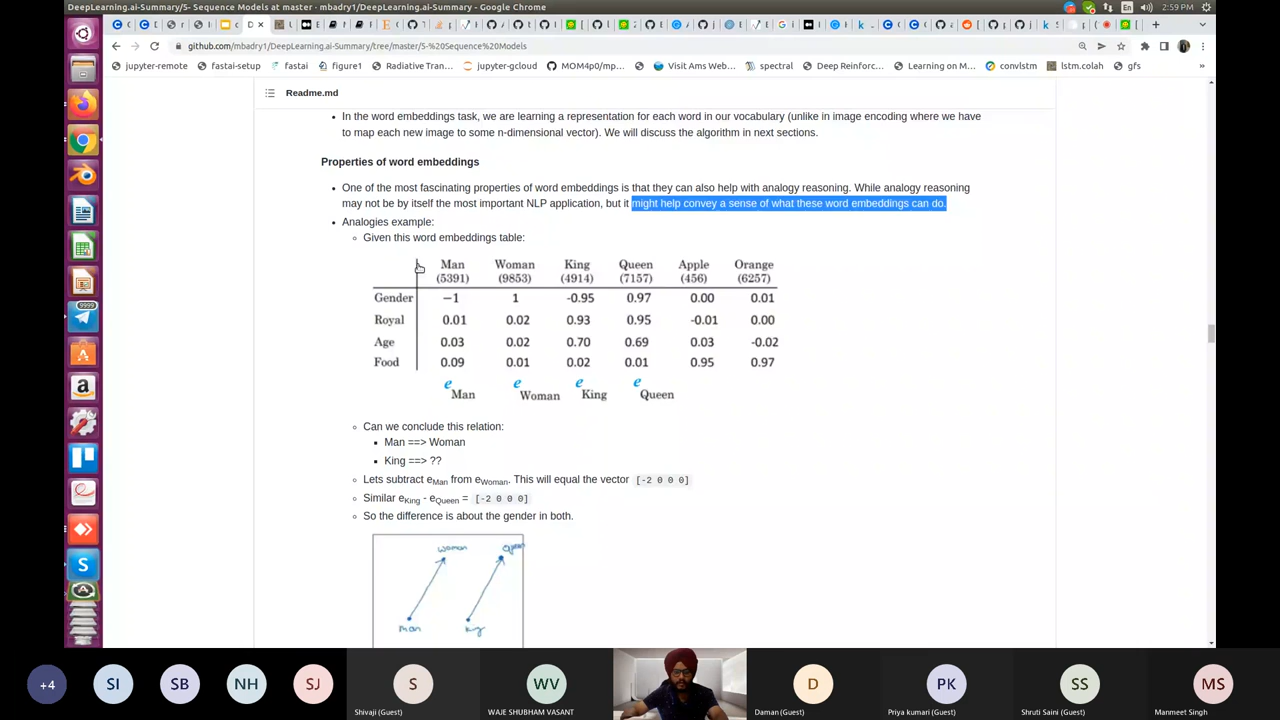 DeepLearning.ai-Summary/5- Sequence Models at master · mbadry1/DeepLearning.ai-Summary - Google Chrome
En
2:59 PM
github.com/mbadry1/DeepLearning.ai-Summary/tree/master/5-%20Sequence%20Models
jupyter-remote
fastai-setup
fastai
figure1
Radiative Tran...
jupyter-gcloud
MOM4p0/mp...
Visit Ams Web...
spectral
Deep Reinforc...
Learning on M...
convlstm
lstm.colah
gfs
»
Readme.md
• In the word embeddings task, we are learning a representation for each word in our vocabulary (unlike in image encoding where we have
to map each new image to some n-dimensional vector). We will discuss the algorithm in next sections.
Properties of word embeddings
• One of the most fascinating properties of word embeddings is that they can also help with analogy reasoning. While analogy reasoning
may not be by itself the most important NLP application, but it might help convey a sense of what these word embeddings can do.
• Analogies example:
◦ Given this word embeddings table:
Man Woman King Queen Apple Orange
(5391) (9853) (4914) (7157) (456) (6257)
Gender −1 1 -0.95 0.97 0.00 0.01
Royal 0.01 0.02 0.93 0.95 -0.01 0.00
Age 0.03 0.02 0.70 0.69 0.03 -0.02
Food 0.09 0.01 0.02 0.01 0.95 0.97
e Man e Woman e King e Queen
◦ Can we conclude this relation:
▪ Man ==> Woman
▪ King ==> ??
◦ Lets subtract eMan from eWoman. This will equal the vector [-2 0 0 0]
◦ Similar eKing - eQueen = [-2 0 0 0]
◦ So the difference is about the gender in both.
woman queen
man king
+4
SI
SB
NH
SJ
S
Shivaji (Guest)
WV
WAJE SHUBHAM VASANT
D
Daman (Guest)
PK
Priya kumari (Guest)
SS
Shruti Saini (Guest)
MS
Manmeet Singh